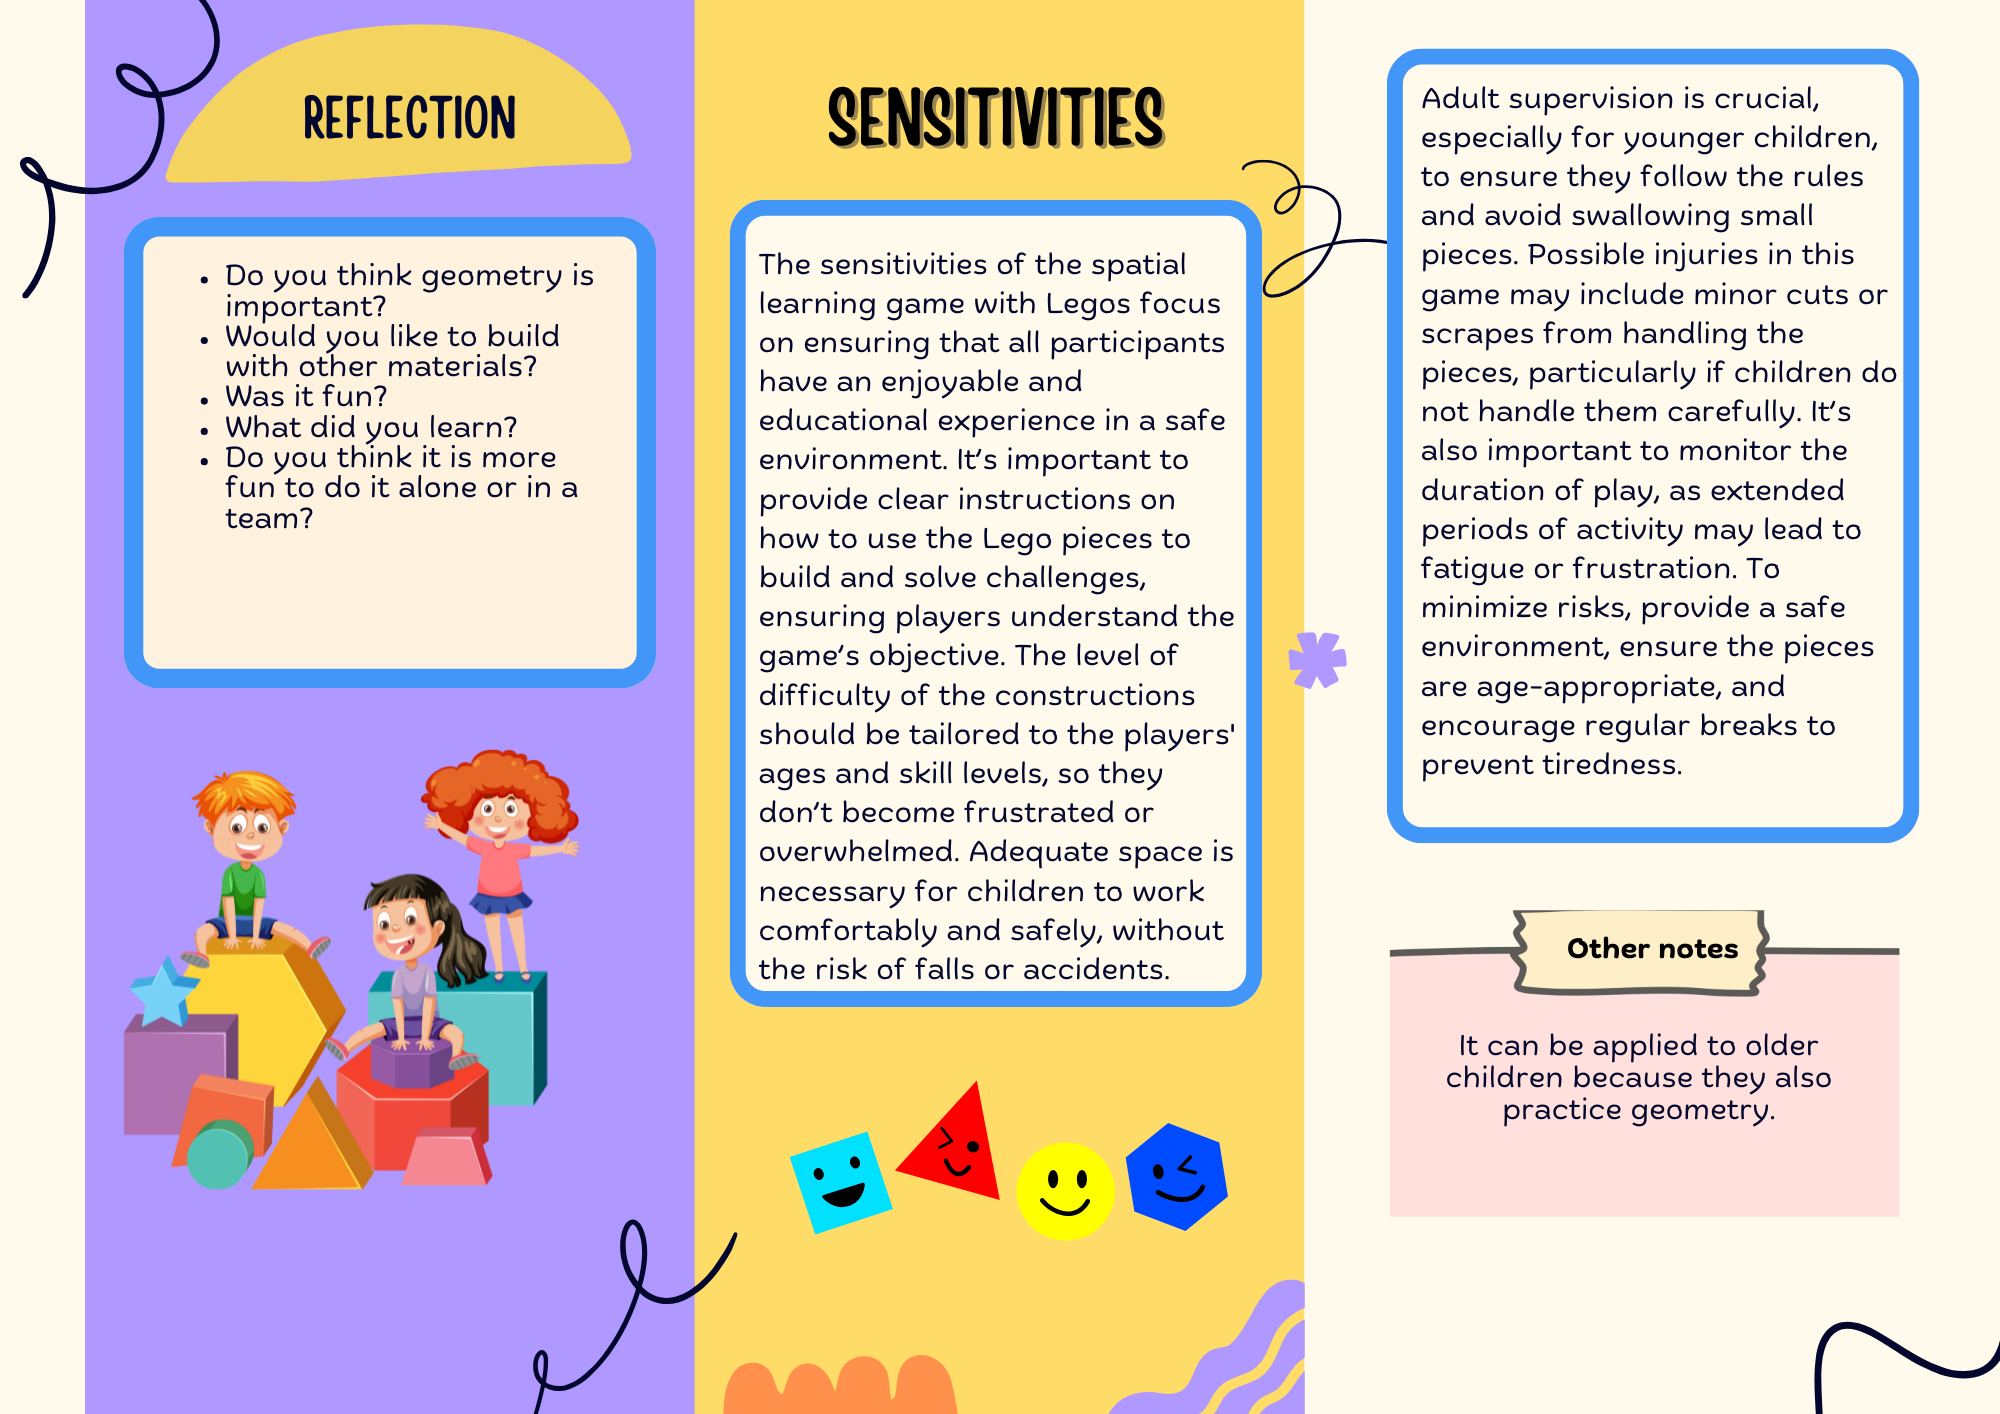 REFLECTION
• Do you think geometry is
important?
• Would you like to build
with other materials?
• Was it fun?
• What did you learn?
• Do you think it is more
fun to do it alone or in a
team?
SENSITIVITIES
The sensitivities of the spatial
learning game with Legos focus
on ensuring that all participants
have an enjoyable and
educational experience in a safe
environment. It’s important to
provide clear instructions on
how to use the Lego pieces to
build and solve challenges,
ensuring players understand the
game’s objective. The level of
difficulty of the constructions
should be tailored to the players'
ages and skill levels, so they
don’t become frustrated or
overwhelmed. Adequate space is
necessary for children to work
comfortably and safely, without
the risk of falls or accidents.
Adult supervision is crucial,
especially for younger children,
to ensure they follow the rules
and avoid swallowing small
pieces. Possible injuries in this
game may include minor cuts or
scrapes from handling the
pieces, particularly if children do
not handle them carefully. It’s
also important to monitor the
duration of play, as extended
periods of activity may lead to
fatigue or frustration. To
minimize risks, provide a safe
environment, ensure the pieces
are age-appropriate, and
encourage regular breaks to
prevent tiredness.
Other notes
It can be applied to older
children because they also
practice geometry.